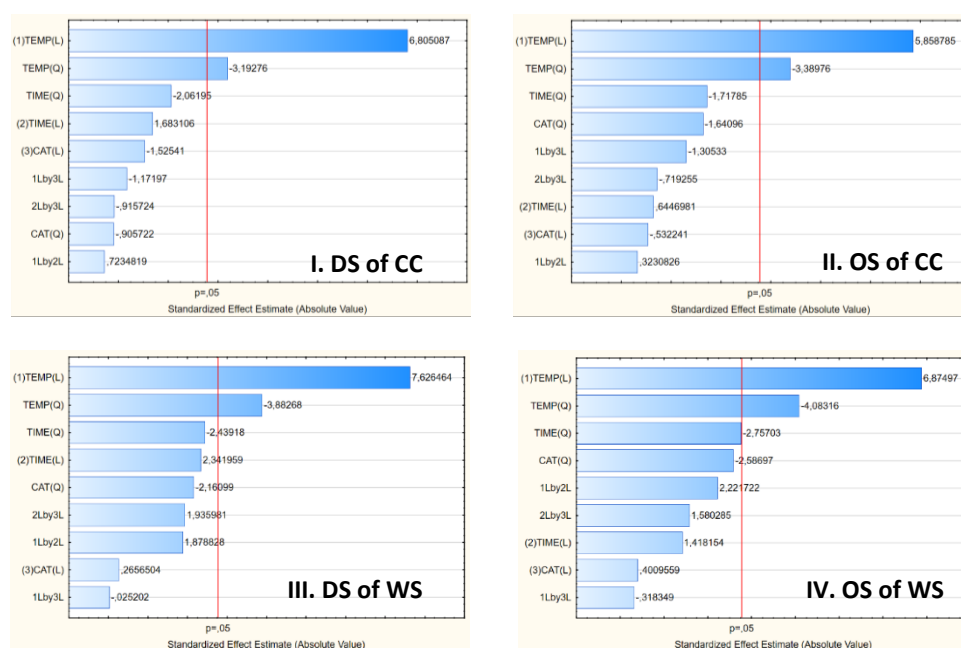 (1)TEMP(L) 6,805087
TEMP(Q) -3,19276
TIME(Q) -2,06195
(2)TIME(L) 1,683106
(3)CAT(L) -1,52541
1Lby3L -1,17197
2Lby3L -,915724
CAT(Q) -,905722
1Lby2L ,7234819
I. DS of CC
p=,05
Standardized Effect Estimate (Absolute Value)
(1)TEMP(L) 5,858785
TEMP(Q) -3,38976
TIME(Q) -1,71785
CAT(Q) -1,64096
1Lby3L -1,30533
2Lby3L -,719255
(2)TIME(L) ,6446981
(3)CAT(L) -,532241
1Lby2L ,3230826
II. OS of CC
p=,05
Standardized Effect Estimate (Absolute Value)
(1)TEMP(L) 7,626464
TEMP(Q) -3,88268
TIME(Q) -2,43918
(2)TIME(L) 2,341959
CAT(Q) -2,16099
2Lby3L 1,935981
1Lby2L 1,878828
(3)CAT(L) ,2656504
1Lby3L -,025202
III. DS of WS
p=,05
Standardized Effect Estimate (Absolute Value)
(1)TEMP(L) 6,87497
TEMP(Q) -4,08316
TIME(Q) -2,75703
CAT(Q) -2,58697
1Lby2L 2,221722
2Lby3L 1,580285
(2)TIME(L) 1,418154
(3)CAT(L) ,4009559
1Lby3L -,318349
IV. OS of WS
p=,05
Standardized Effect Estimate (Absolute Value)